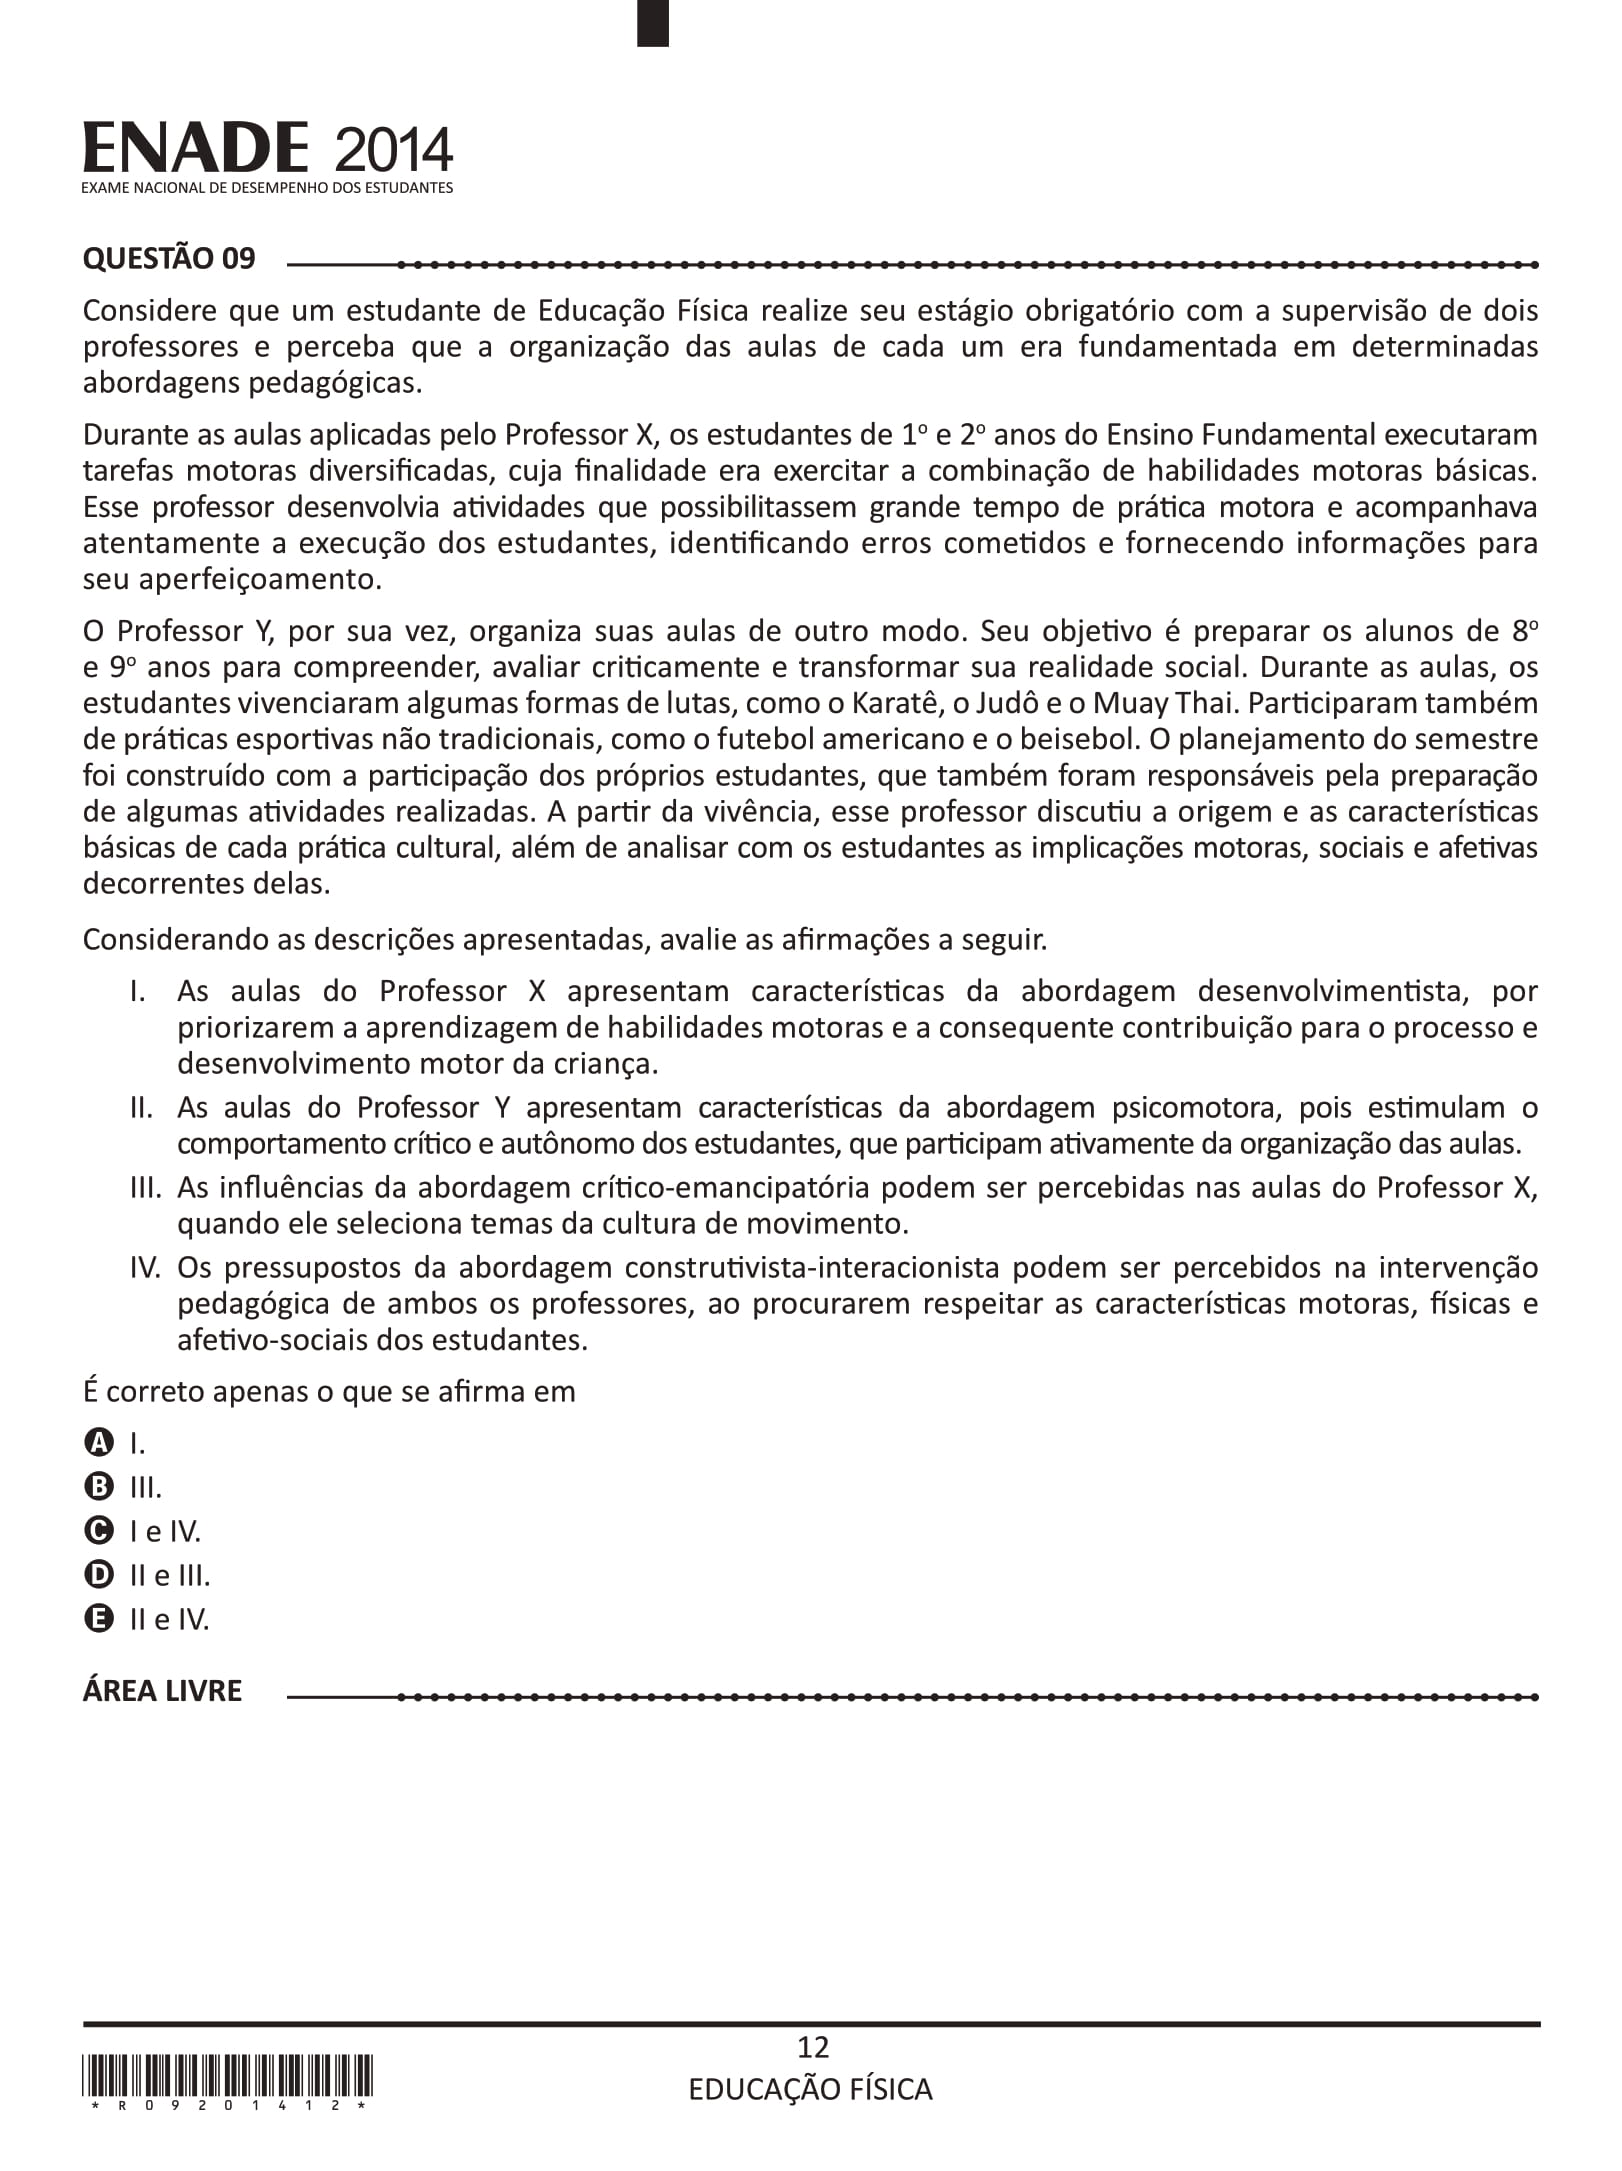 ENADE 2014
EXAME NACIONAL DE DESEMPENHO DOS ESTUDANTES
QUESTÃO 09
Considere que um estudante de Educação Física realize seu estágio obrigatório com a supervisão de dois
professores e perceba que a organização das aulas de cada um era fundamentada em determinadas
abordagens pedagógicas.
Durante as aulas aplicadas pelo Professor X, os estudantes de 1º e 2º anos do Ensino Fundamental executaram
tarefas motoras diversificadas, cuja finalidade era exercitar a combinação de habilidades motoras básicas.
Esse professor desenvolvia atividades que possibilitassem grande tempo de prática motora e acompanhava
atentamente a execução dos estudantes, identificando erros cometidos e fornecendo informações para
seu aperfeiçoamento.
O Professor Y, por sua vez, organiza suas aulas de outro modo. Seu objetivo é preparar os alunos de 8º
e 9º anos para compreender, avaliar criticamente e transformar sua realidade social. Durante as aulas, os
estudantes vivenciaram algumas formas de lutas, como o Karatê, o Judô e o Muay Thai. Participaram também
de práticas esportivas não tradicionais, como o futebol americano e o beisebol. O planejamento do semestre
foi construído com a participação dos próprios estudantes, que também foram responsáveis pela preparação
de algumas atividades realizadas. A partir da vivência, esse professor discutiu a origem e as características
básicas de cada prática cultural, além de analisar com os estudantes as implicações motoras, sociais e afetivas
decorrentes delas.
Considerando as descrições apresentadas, avalie as afirmações a seguir.
I. As aulas do Professor X apresentam características da abordagem desenvolvimentista, por
priorizarem a aprendizagem de habilidades motoras e a consequente contribuição para o processo e
desenvolvimento motor da criança.
II. As aulas do Professor Y apresentam características da abordagem psicomotora, pois estimulam o
comportamento crítico e autônomo dos estudantes, que participam ativamente da organização das aulas.
III. As influências da abordagem crítico-emancipatória podem ser percebidas nas aulas do Professor X,
quando ele seleciona temas da cultura de movimento.
IV. Os pressupostos da abordagem construtivista-interacionista podem ser percebidos na intervenção
pedagógica de ambos os professores, ao procurarem respeitar as características motoras, físicas e
afetivo-sociais dos estudantes.
É correto apenas o que se afirma em
A I.
B III.
C I e IV.
D II e III.
E II e IV.
ÁREA LIVRE
12
EDUCAÇÃO FÍSICA
*R09201412*